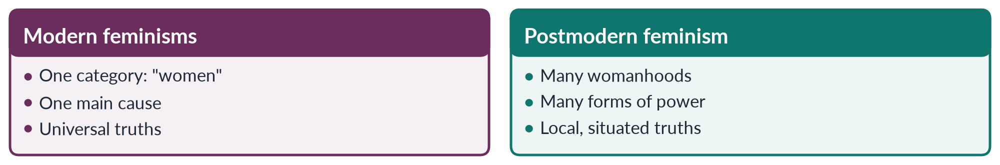 Modern feminisms
• One category: "women"
• One main cause
• Universal truths
Postmodern feminism
• Many womanhoods
• Many forms of power
• Local, situated truths